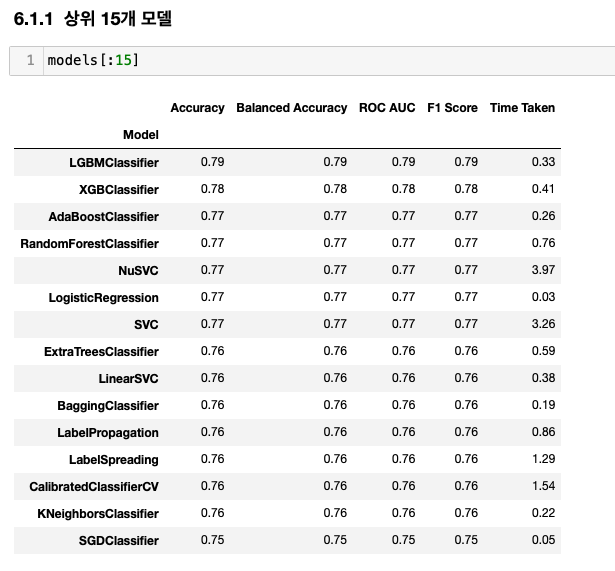 6.1.1 상위 15개 모델
1 models[:15]
Accuracy Balanced Accuracy ROC AUC F1 Score Time Taken
Model
LGBMClassifier 0.79 0.79 0.79 0.79 0.33
XGBClassifier 0.78 0.78 0.78 0.78 0.41
AdaBoostClassifier 0.77 0.77 0.77 0.77 0.26
RandomForestClassifier 0.77 0.77 0.77 0.77 0.76
NuSVC 0.77 0.77 0.77 0.77 3.97
LogisticRegression 0.77 0.77 0.77 0.77 0.03
SVC 0.77 0.77 0.77 0.77 3.26
ExtraTreesClassifier 0.76 0.76 0.76 0.76 0.59
LinearSVC 0.76 0.76 0.76 0.76 0.38
BaggingClassifier 0.76 0.76 0.76 0.76 0.19
LabelPropagation 0.76 0.76 0.76 0.76 0.86
LabelSpreading 0.76 0.76 0.76 0.76 1.29
CalibratedClassifierCV 0.76 0.76 0.76 0.76 1.54
KNeighborsClassifier 0.76 0.76 0.76 0.76 0.22
SGDClassifier 0.75 0.75 0.75 0.75 0.05